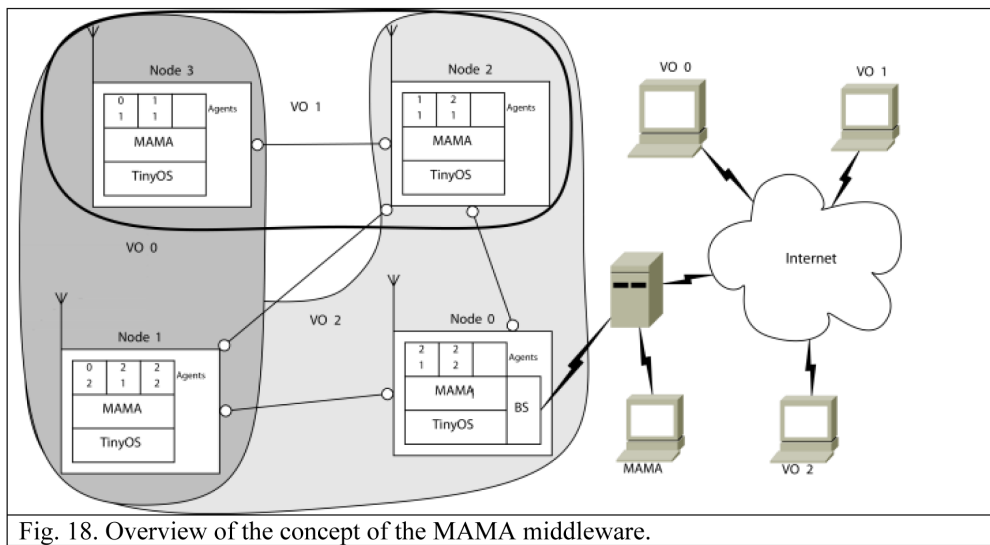 Node 3
0 1
1 1
Agents
MAMA
TinyOS
VO 1
Node 2
1 2
1 1
Agents
MAMA
TinyOS
VO 0
VO 2
Node 1
0 2 2
2 1 2
Agents
MAMA
TinyOS
Node 0
2 2
1 2
Agents
MAMA
BS
TinyOS
VO 0
VO 1
Internet
MAMA
VO 2
Fig. 18. Overview of the concept of the MAMA middleware.